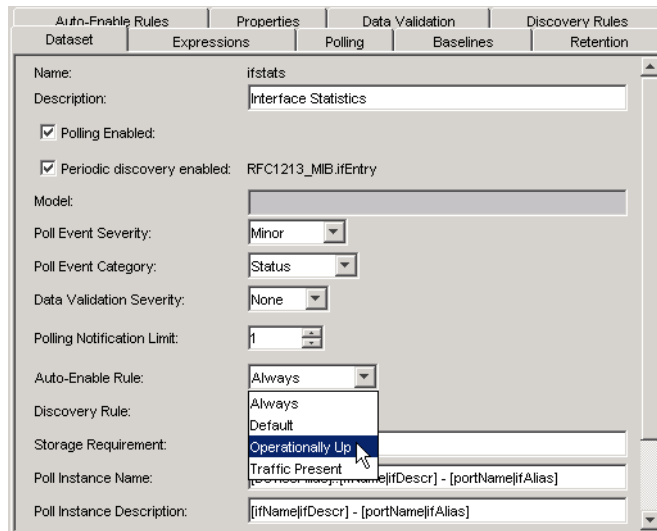 Auto-Enable Rules Properties Data Validation Discovery Rules
Dataset Expressions Polling Baselines Retention
Name: ifstats
Description: Interface Statistics
Polling Enabled:
Periodic discovery enabled: RFC1213_MIB.ifEntry
Model:
Poll Event Severity: Minor
Poll Event Category: Status
Data Validation Severity: None
Polling Notification Limit: 1
Auto-Enable Rule: Always
Always
Discovery Rule:
Default
Storage Requirement:
Operationally Up
Traffic Present
Poll Instance Name: ifDescr] - [portName|ifAlias]
Poll Instance Description: [ifName|ifDescr] - [portName|ifAlias]